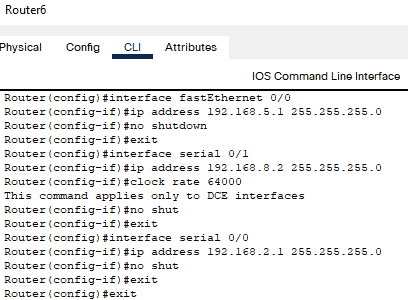 Router6
Physical Config CLI Attributes
IOS Command Line Interface
Router(config)#interface fastEthernet 0/0
Router(config-if)#ip address 192.168.5.1 255.255.255.0
Router(config-if)#no shutdown
Router(config-if)#exit
Router(config)#interface serial 0/1
Router(config-if)#ip address 192.168.8.2 255.255.255.0
Router(config-if)#clock rate 64000
This command applies only to DCE interfaces
Router(config-if)#no shut
Router(config-if)#exit
Router(config)#interface serial 0/0
Router(config-if)#ip address 192.168.2.1 255.255.255.0
Router(config-if)#no shut
Router(config-if)#exit
Router(config)#exit